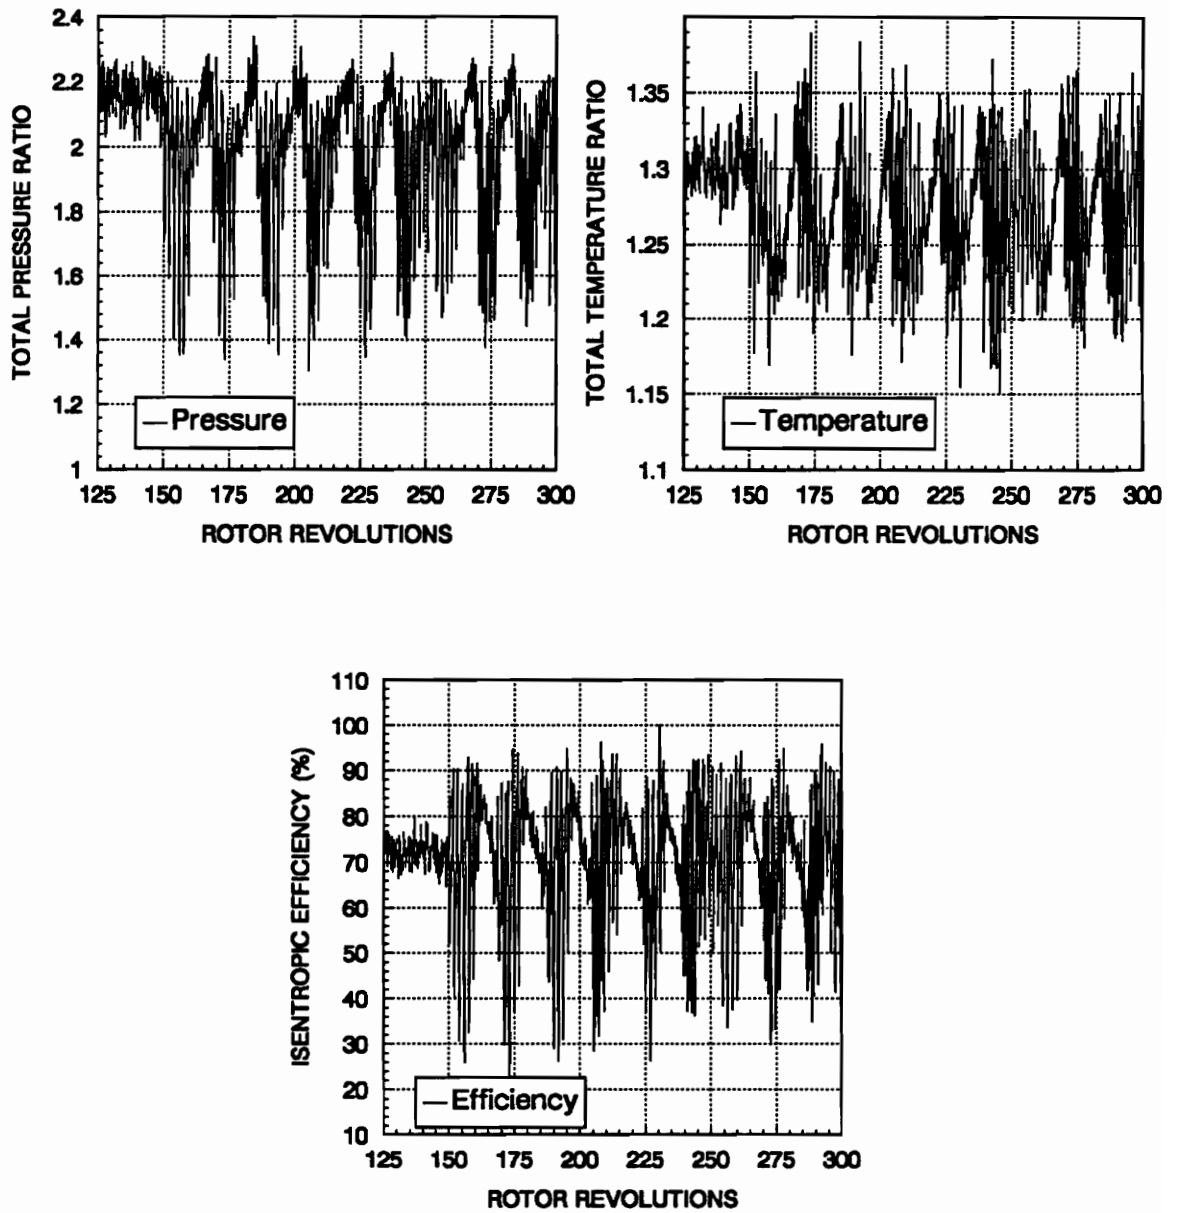 2.4
2.2
2
1.8
1.6
1.4
1.2
1
TOTAL PRESSURE RATIO
Pressure
125 150 175 200 225 250 275 300
ROTOR REVOLUTIONS
1.35
1.3
1.25
1.2
1.15
1.1
TOTAL TEMPERATURE RATIO
Temperature
125 150 175 200 225 250 275 300
ROTOR REVOLUTIONS
110
100
90
80
70
60
50
40
30
20
10
ISENTROPIC EFFICIENCY (%)
Efficiency
125 150 175 200 225 250 275 300
ROTOR REVOLUTIONS